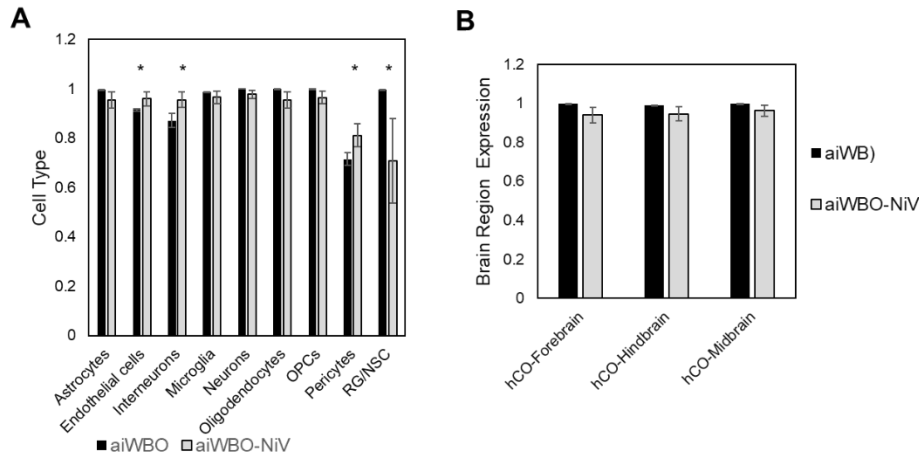 A
Cell Type
1.2
1
0.8
0.6
0.4
0.2
0
* * * *
Astrocytes
Endothelial cells
Interneurons
Microglia
Neurons
Oligodendocytes
OPCs
Pericytes
RG/NSC
aiWBO aiWBO-NiV
B
Brain Region Expression
1.2
1
0.8
0.6
0.4
0.2
0
hCO-Forebrain
hCO-Hindbrain
hCO-Midbrain
aiWB)
aiWBO-NiV